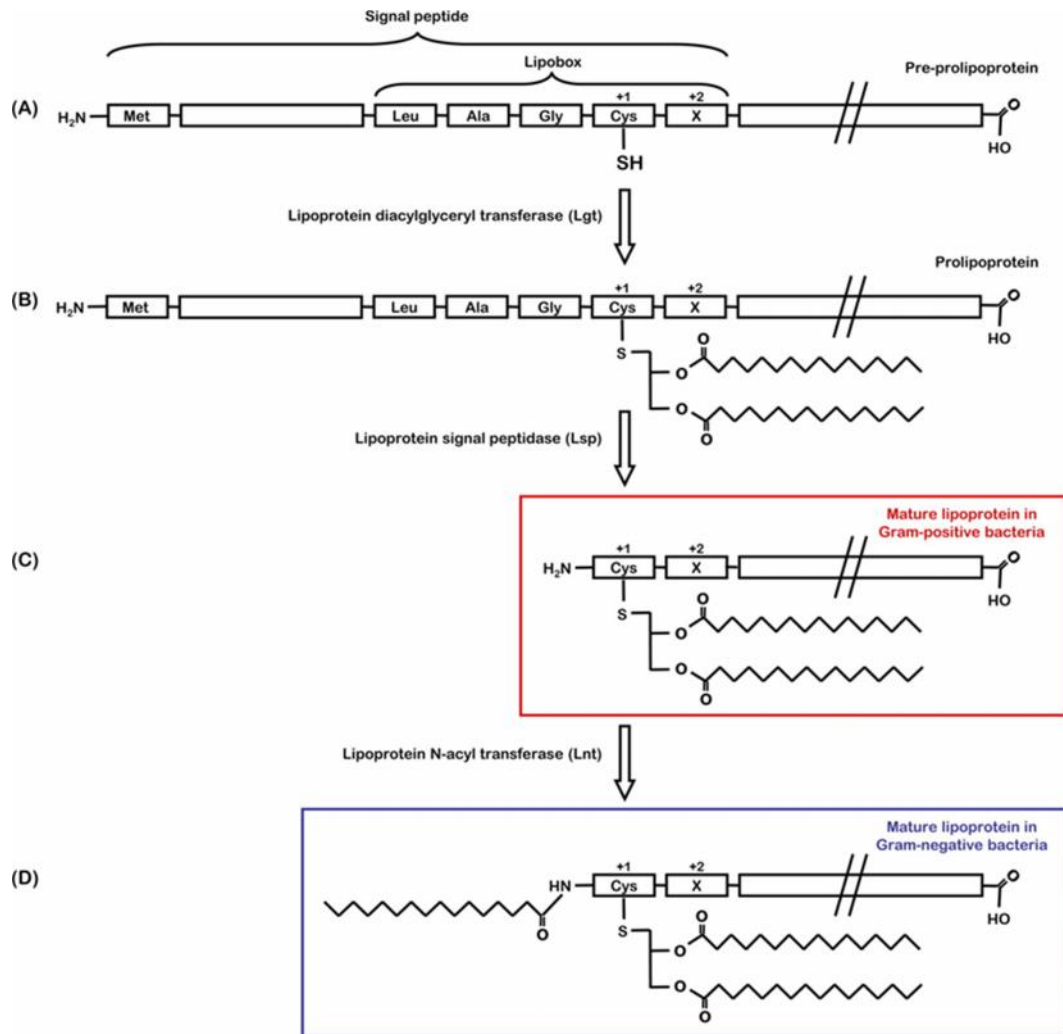 Signal peptide
Lipobox
Pre-prolipoprotein
(A)
+1 +2
H₂N Met Leu Ala Gly Cys X O
HO
SH
Lipoprotein diacylglyceryl transferase (Lgt)
Prolipoprotein
(B)
+1 +2
H₂N Met Leu Ala Gly Cys X O
HO
S O
O
O
O
Lipoprotein signal peptidase (Lsp)
Mature lipoprotein in
Gram-positive bacteria
(C)
+1 +2
H₂N Cys X O
HO
S O
O
O
O
Lipoprotein N-acyl transferase (Lnt)
Mature lipoprotein in
Gram-negative bacteria
(D)
+1 +2
HN Cys X O
HO
O S O
O
O
O